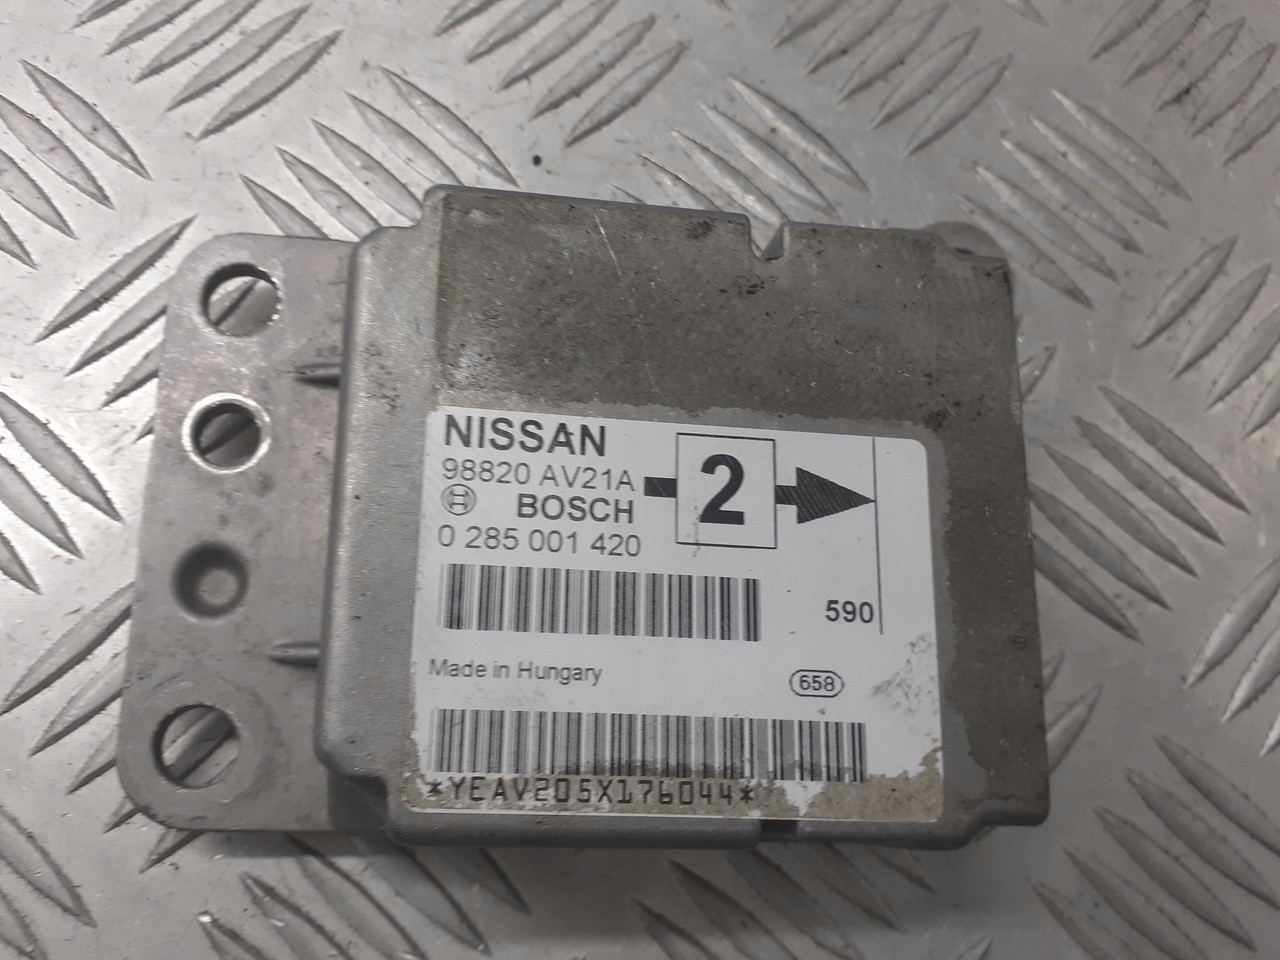 NISSAN
98820 AV21A
BOSCH
0 285 001 420
2
590
Made in Hungary
658
*YEAV205X176044*